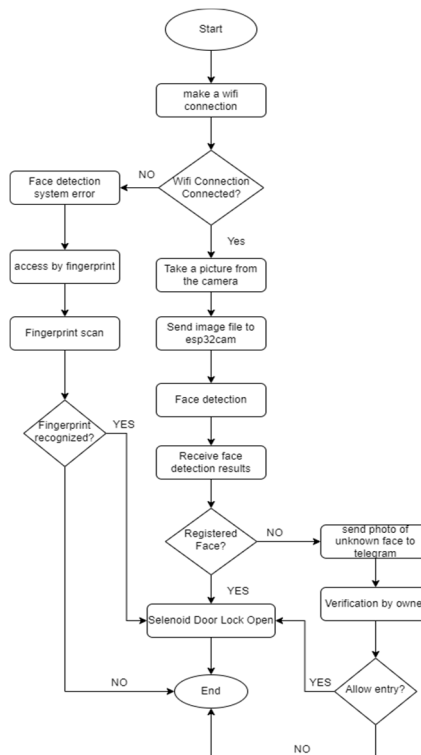 Start
make a wifi
connection
Wifi Connection
Connected?
NO
Face detection
system error
Yes
access by fingerprint
Take a picture from
the camera
Fingerprint scan
Send image file to
esp32cam
Face detection
Fingerprint
recognized?
YES
Receive face
detection results
Registered
Face?
NO
send photo of
unknown face to
telegram
YES
Verification by owne
Selenoid Door Lock Open
NO
End
YES
Allow entry?
NO